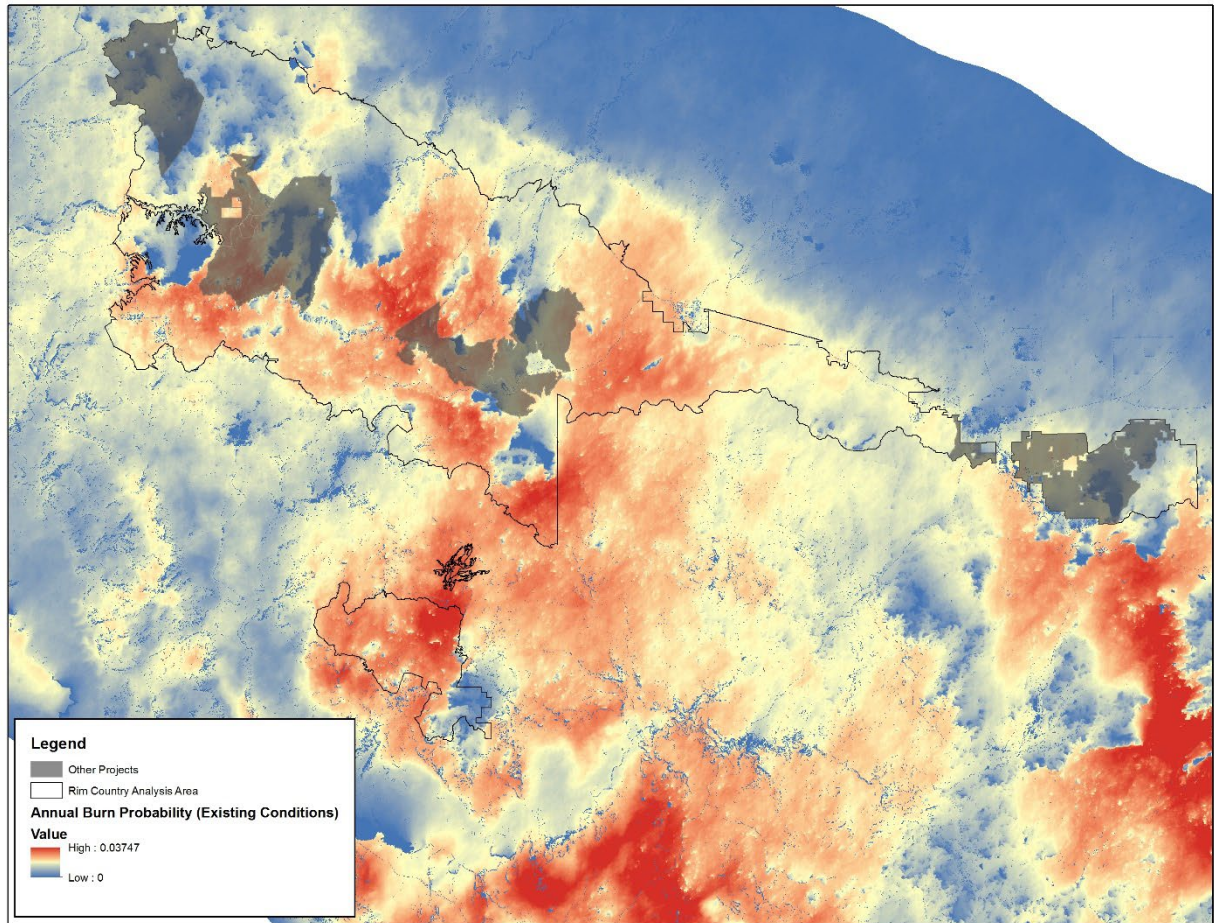 Legend
Other Projects
Rim Country Analysis Area
Annual Burn Probability (Existing Conditions)
Value
High : 0.03747
Low : 0